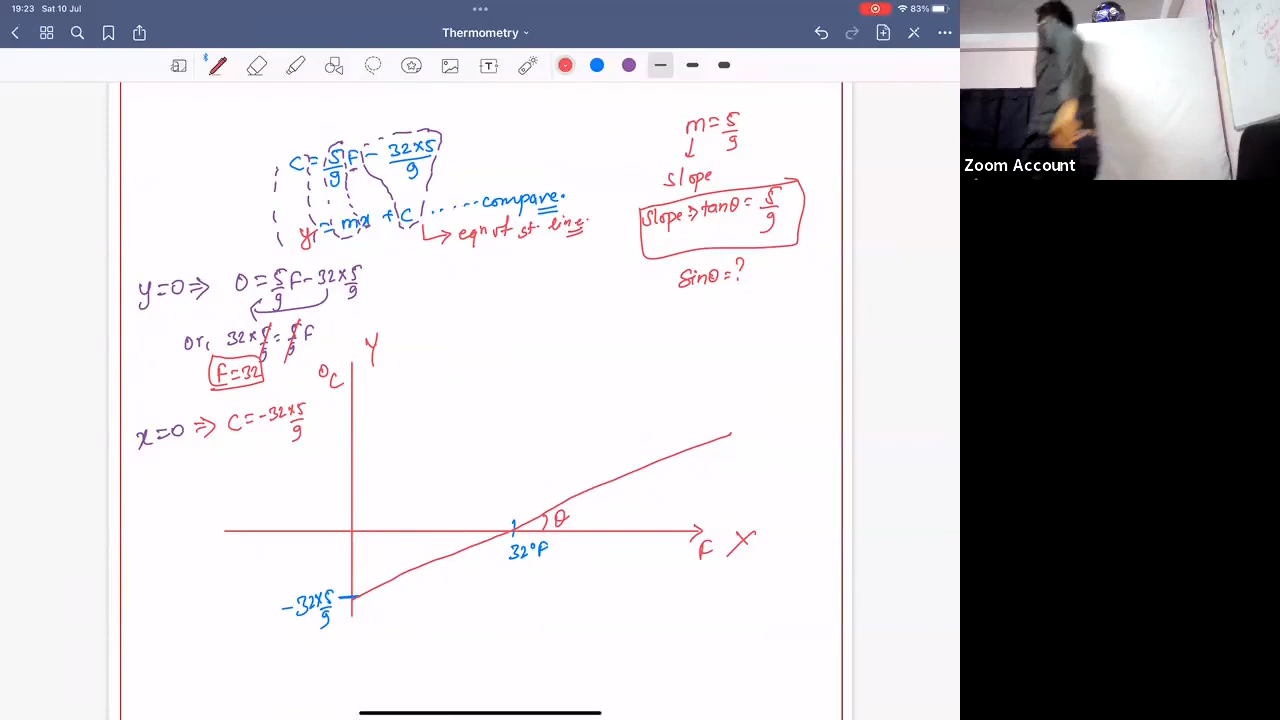 19:23 Sat 10 Jul
83%
Thermometry
Zoom Account
C = 5/9 F - 32×5/9
y = mx + C ...... compare.
→ eqn of st. line.
m = 5/9
↓
slope
slope ⇒ tanθ = 5/9
sinθ = ?
y=0 ⇒ 0 = 5/9 F - 32×5/9
or, 32×5/9 = 5/9 F
F = 32
x=0 ⇒ C = -32×5/9
°C
Y
θ
32°F
F X
-32×5/9